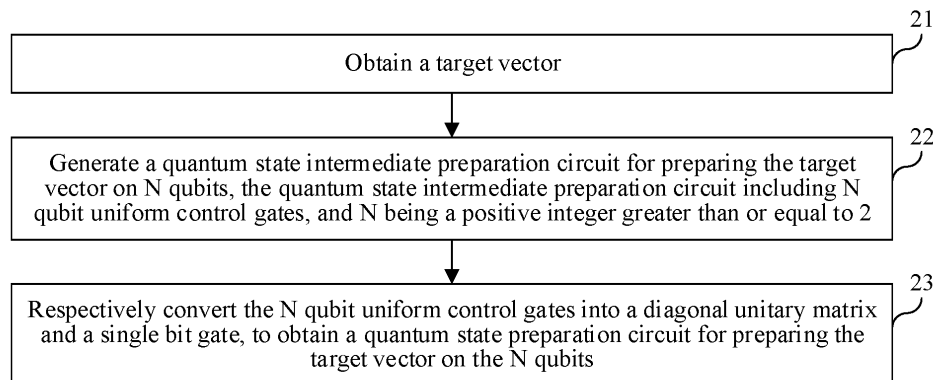 21
Obtain a target vector
22
Generate a quantum state intermediate preparation circuit for preparing the target
vector on N qubits, the quantum state intermediate preparation circuit including N
qubit uniform control gates, and N being a positive integer greater than or equal to 2
23
Respectively convert the N qubit uniform control gates into a diagonal unitary matrix
and a single bit gate, to obtain a quantum state preparation circuit for preparing the
target vector on the N qubits